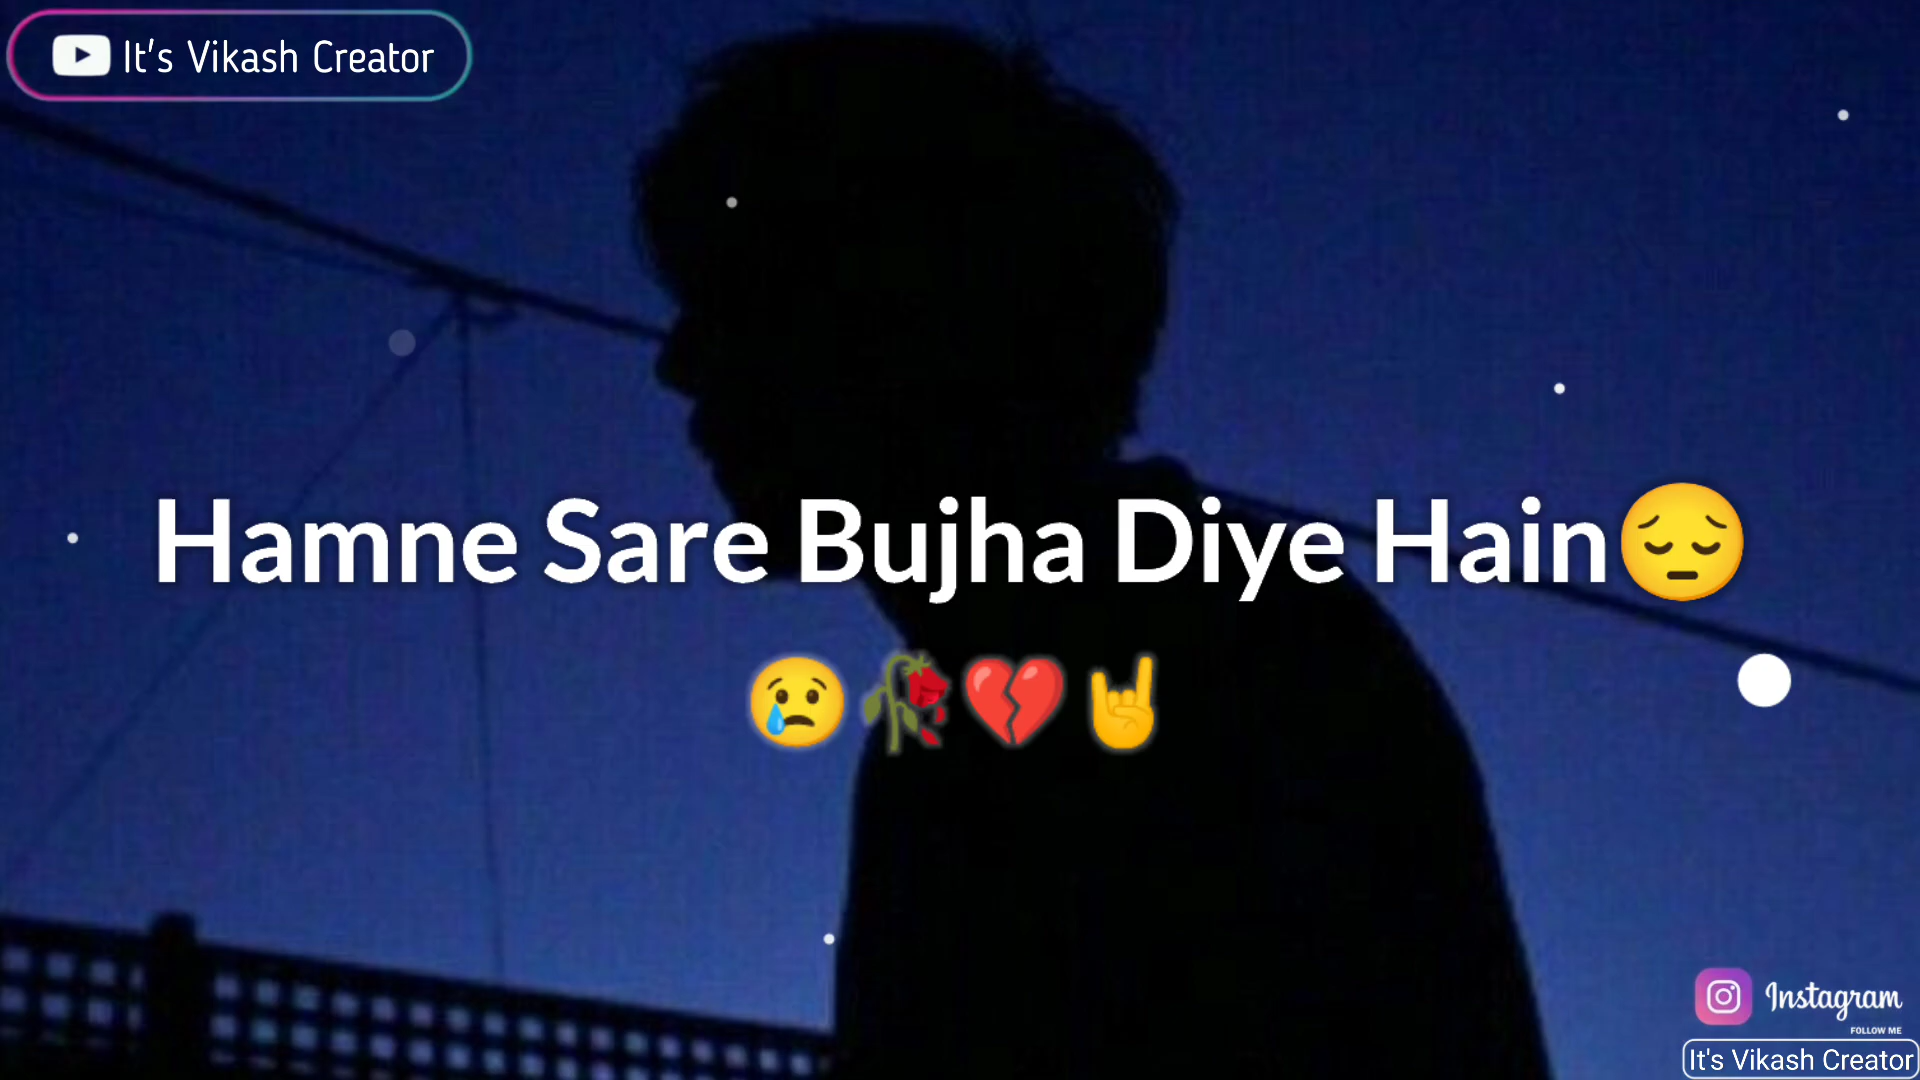 It's Vikash Creator
Hamne Sare Bujha Diye Hain😔
😢🥀💔🤘
Instagram
FOLLOW ME
It's Vikash Creator